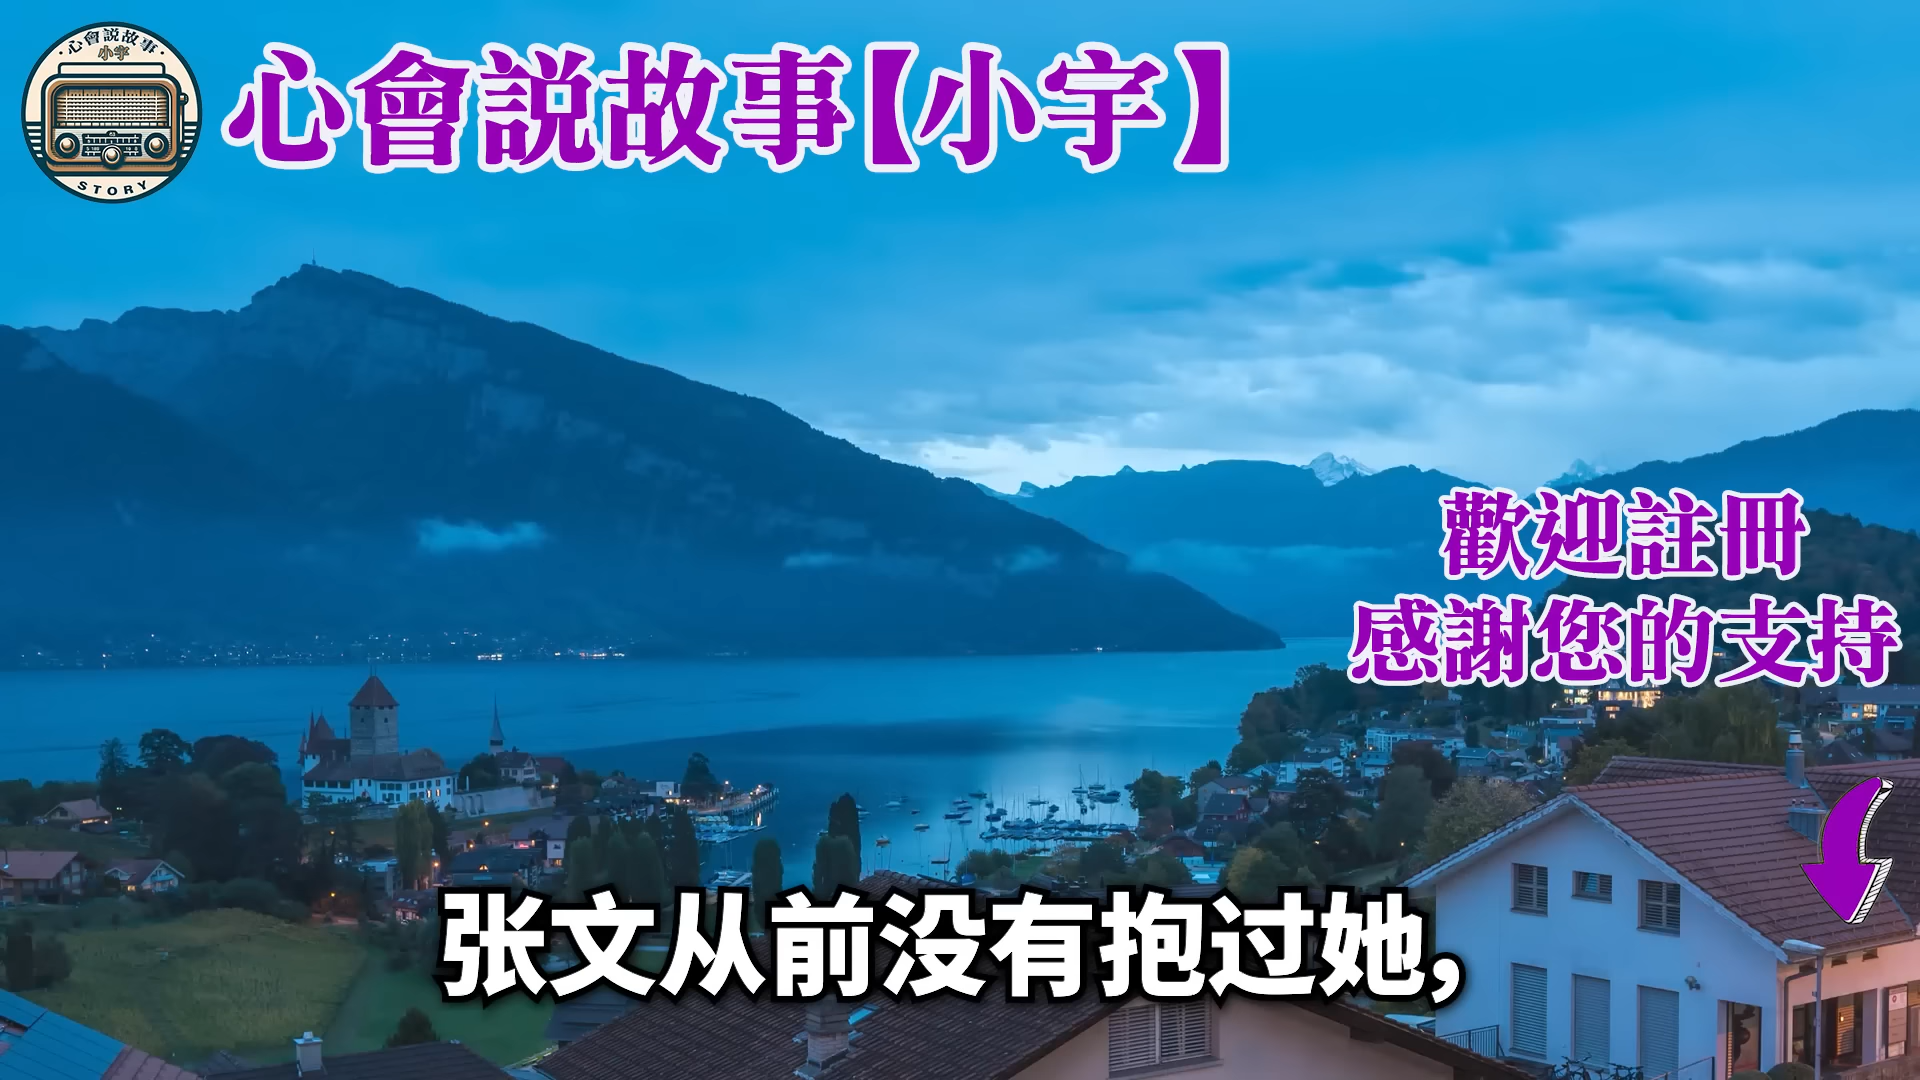 心會説故事
小宇
STORY
心會説故事【小宇】
歡迎註冊
感謝您的支持
张文从前没有抱过她,